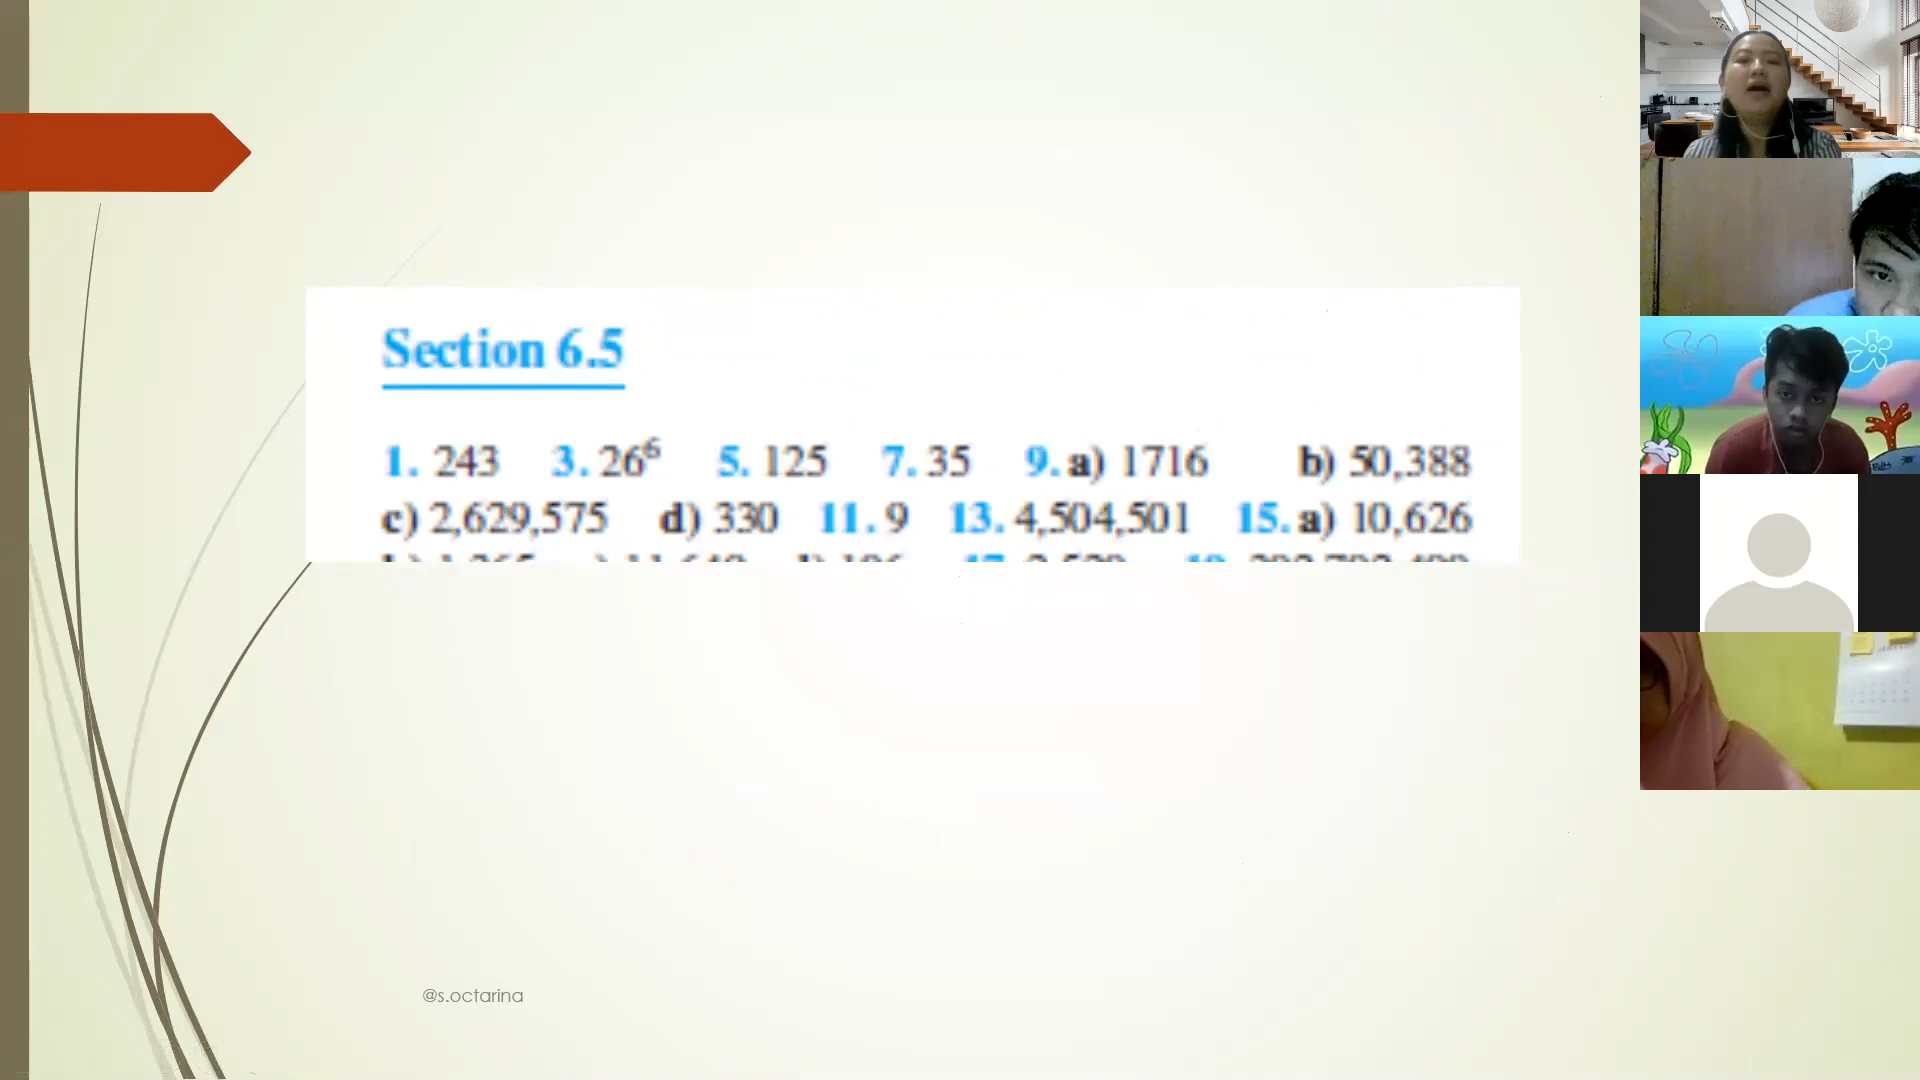 Section 6.5
1. 243 3. 26⁶ 5. 125 7. 35 9. a) 1716 b) 50,388
c) 2,629,575 d) 330 11. 9 13. 4,504,501 15. a) 10,626
@s.octarina